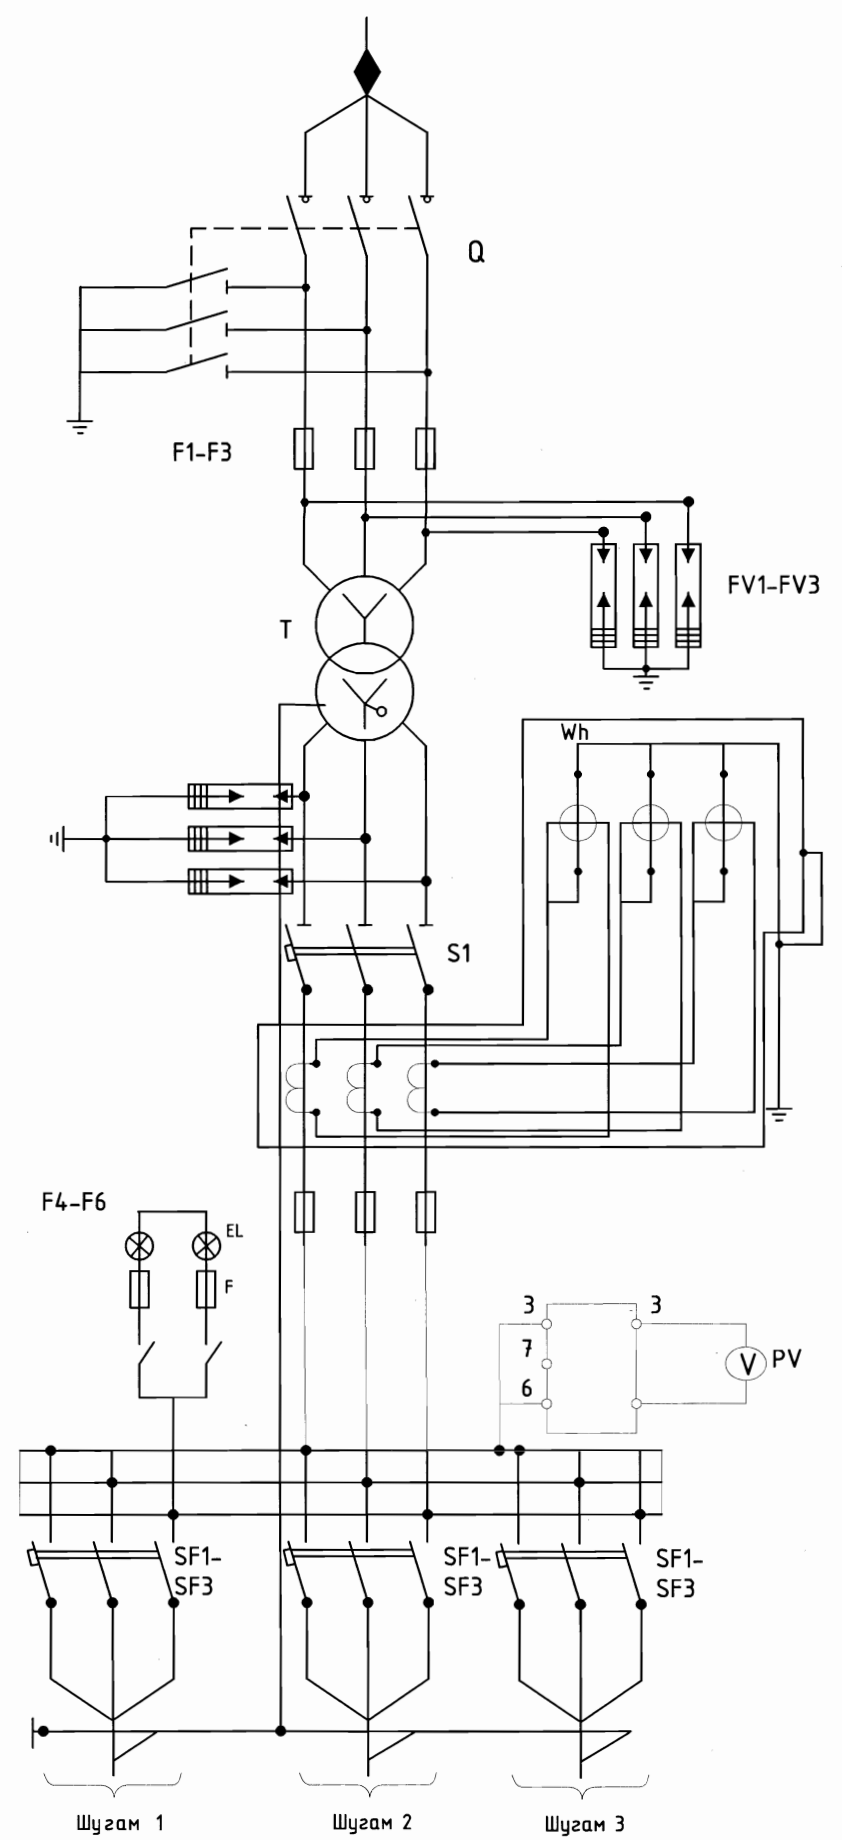 Q
F1-F3
FV1-FV3
T
Wh
S1
F4-F6
EL
F
3 3
7
V PV
6
SF1-
SF3
SF1-
SF3
SF1-
SF3
Шугам 1
Шугам 2
Шугам 3